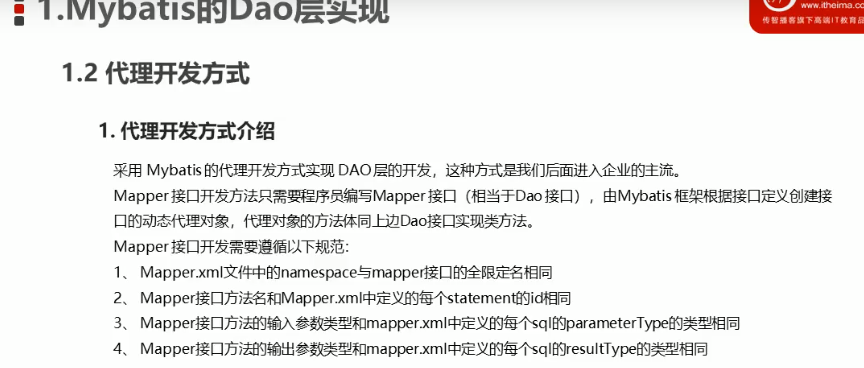 1.Mybatis的Dao层实现
www.itheima.co
传智播客旗下高端IT教育品
1.2 代理开发方式
1. 代理开发方式介绍
采用 Mybatis 的代理开发方式实现 DAO 层的开发，这种方式是我们后面进入企业的主流。
Mapper 接口开发方法只需要程序员编写Mapper 接口（相当于Dao 接口），由Mybatis 框架根据接口定义创建接
口的动态代理对象，代理对象的方法体同上边Dao接口实现类方法。
Mapper 接口开发需要遵循以下规范：
1、 Mapper.xml文件中的namespace与mapper接口的全限定名相同
2、 Mapper接口方法名和Mapper.xml中定义的每个statement的id相同
3、 Mapper接口方法的输入参数类型和mapper.xml中定义的每个sql的parameterType的类型相同
4、 Mapper接口方法的输出参数类型和mapper.xml中定义的每个sql的resultType的类型相同